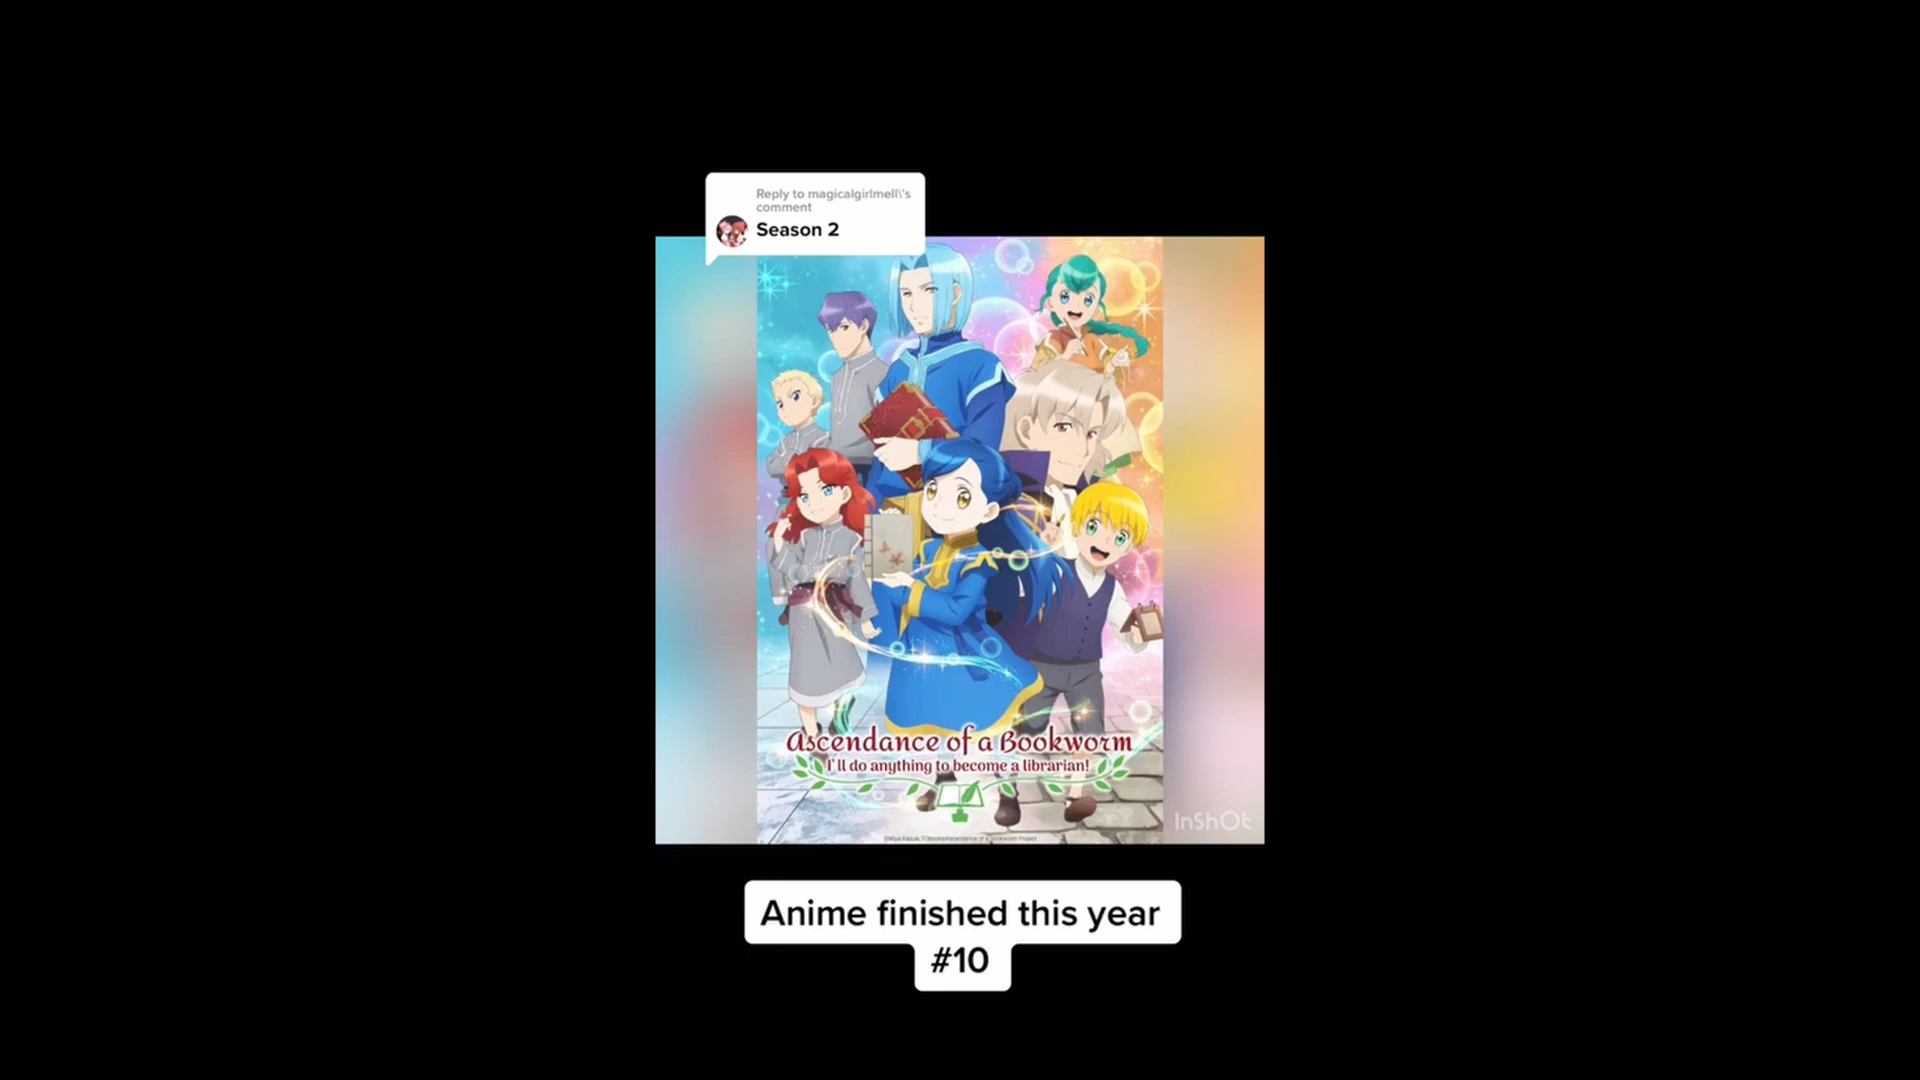 Reply to magicalgirlmell\'s
comment
Season 2
Ascendance of a Bookworm
I'll do anything to become a librarian!
InShOt
Anime finished this year
#10